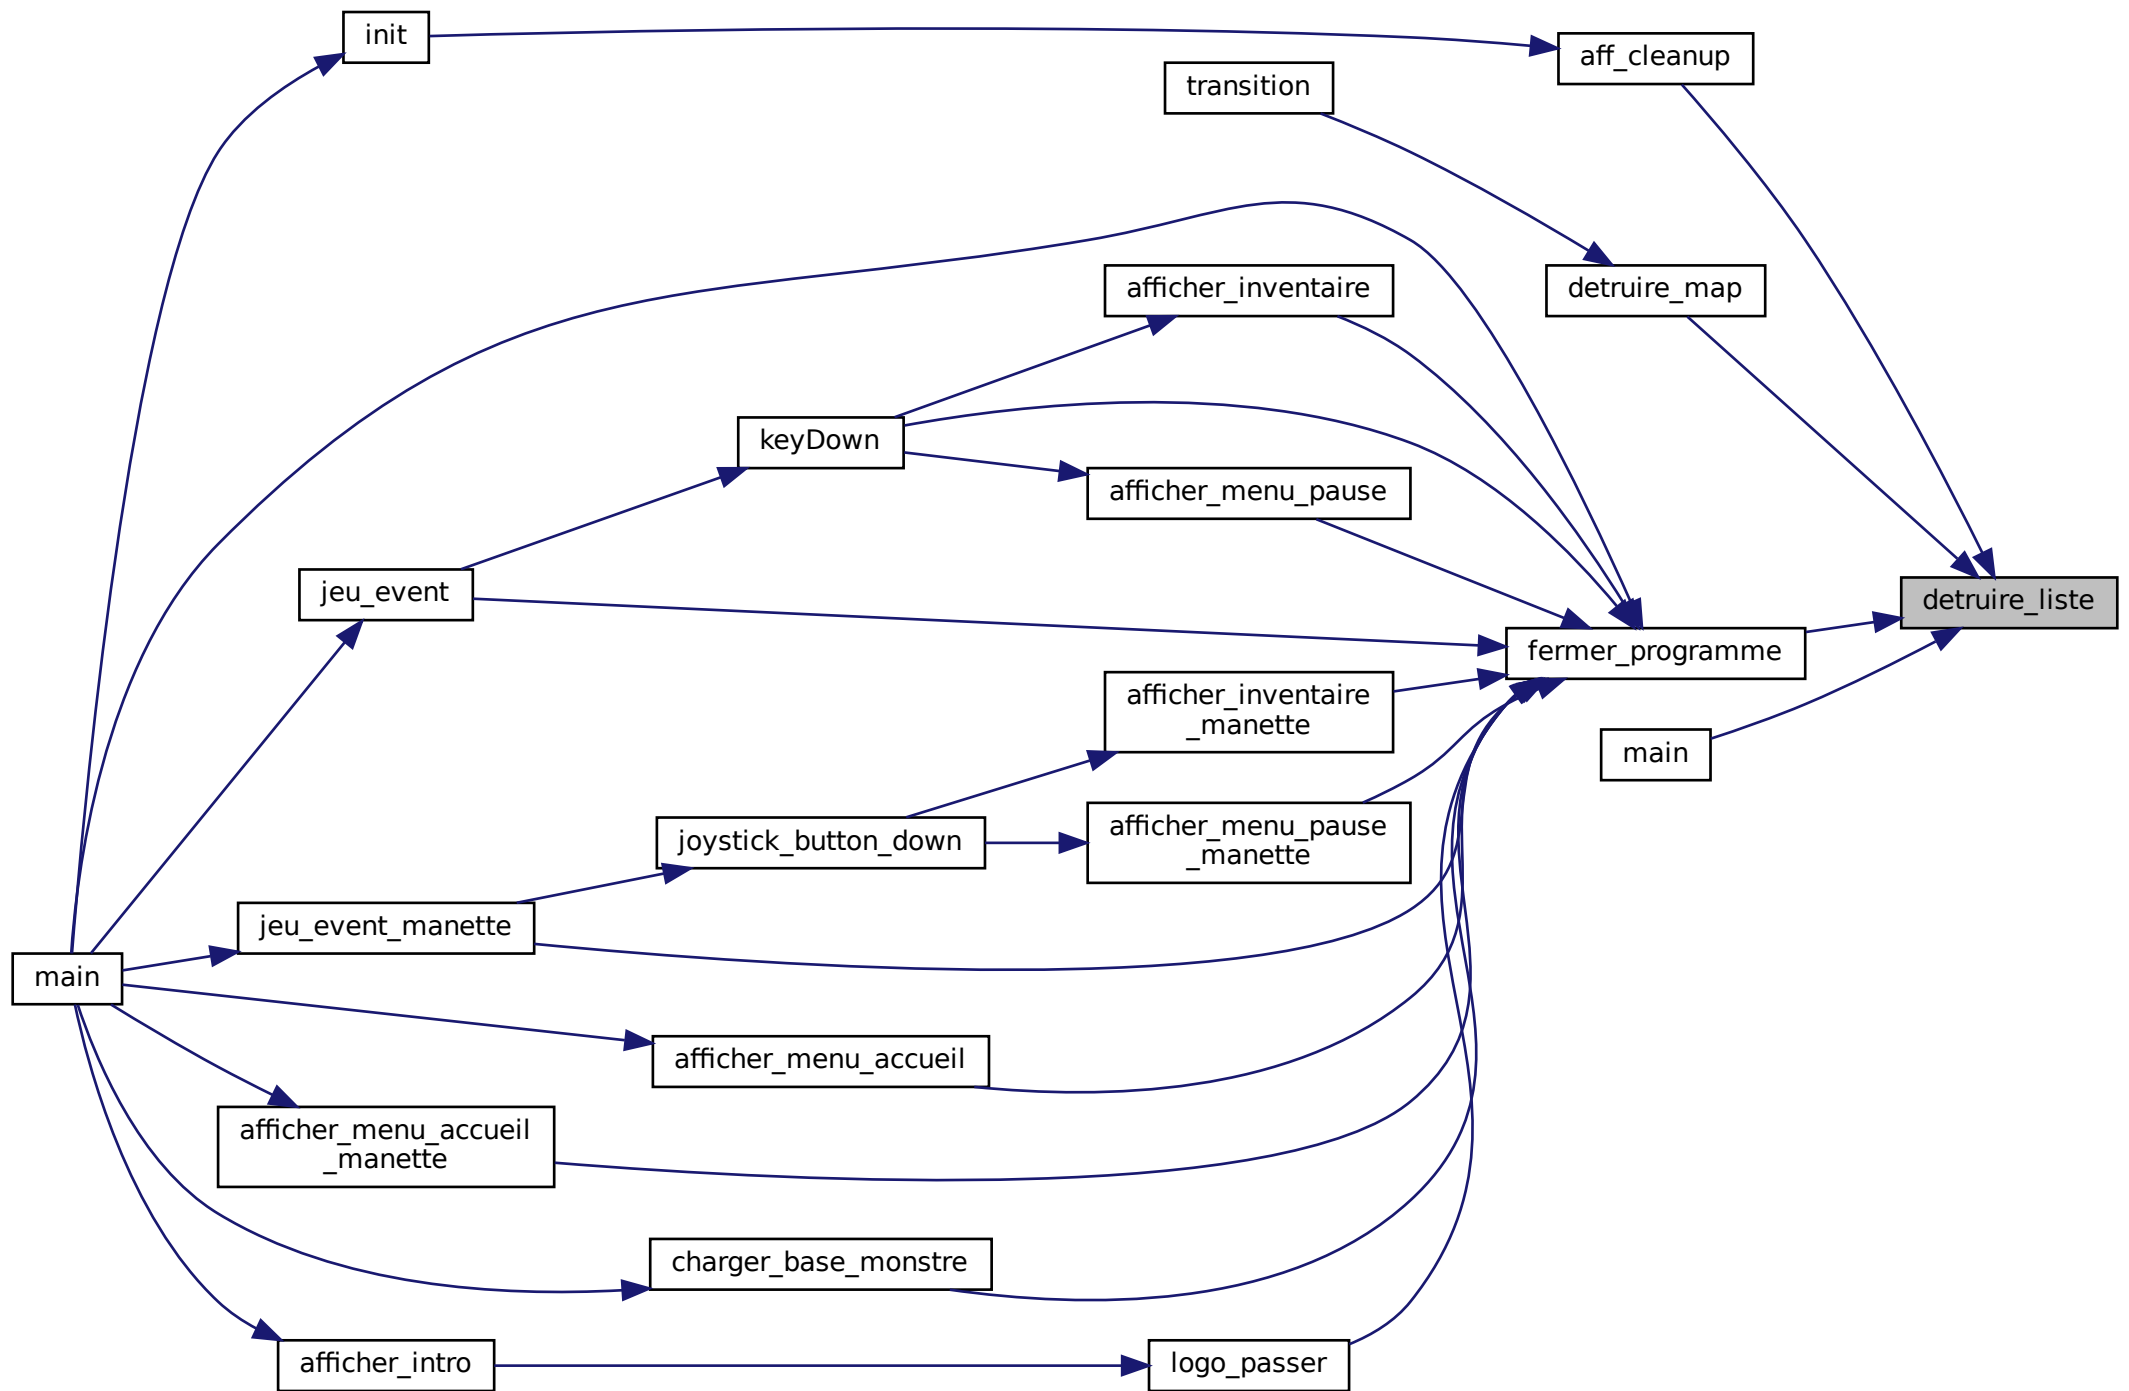 init
aff_cleanup
transition
detruire_map
afficher_inventaire
keyDown
afficher_menu_pause
jeu_event
detruire_liste
fermer_programme
afficher_inventaire
_manette
main
afficher_menu_pause
_manette
joystick_button_down
jeu_event_manette
main
afficher_menu_accueil
afficher_menu_accueil
_manette
charger_base_monstre
afficher_intro
logo_passer